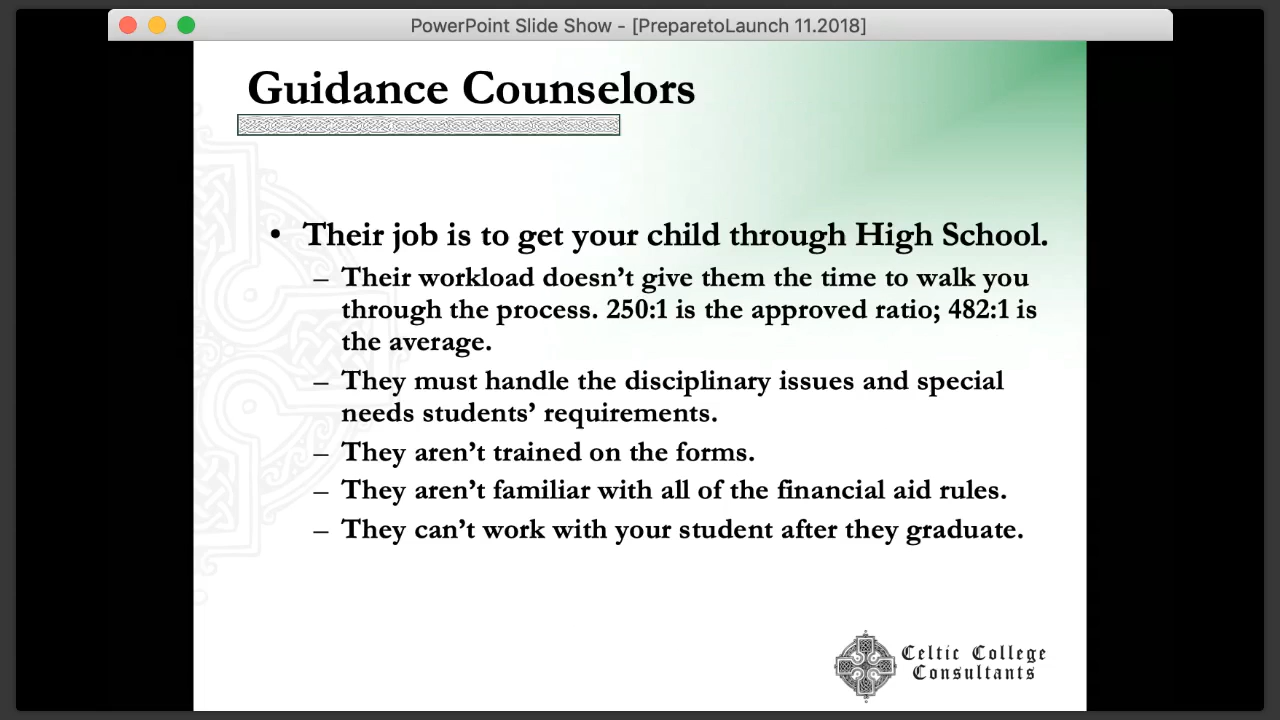 PowerPoint Slide Show - [PreparetoLaunch 11.2018]
Guidance Counselors
• Their job is to get your child through High School.
– Their workload doesn't give them the time to walk you
through the process. 250:1 is the approved ratio; 482:1 is
the average.
– They must handle the disciplinary issues and special
needs students' requirements.
– They aren't trained on the forms.
– They aren't familiar with all of the financial aid rules.
– They can't work with your student after they graduate.
Celtic College
Consultants